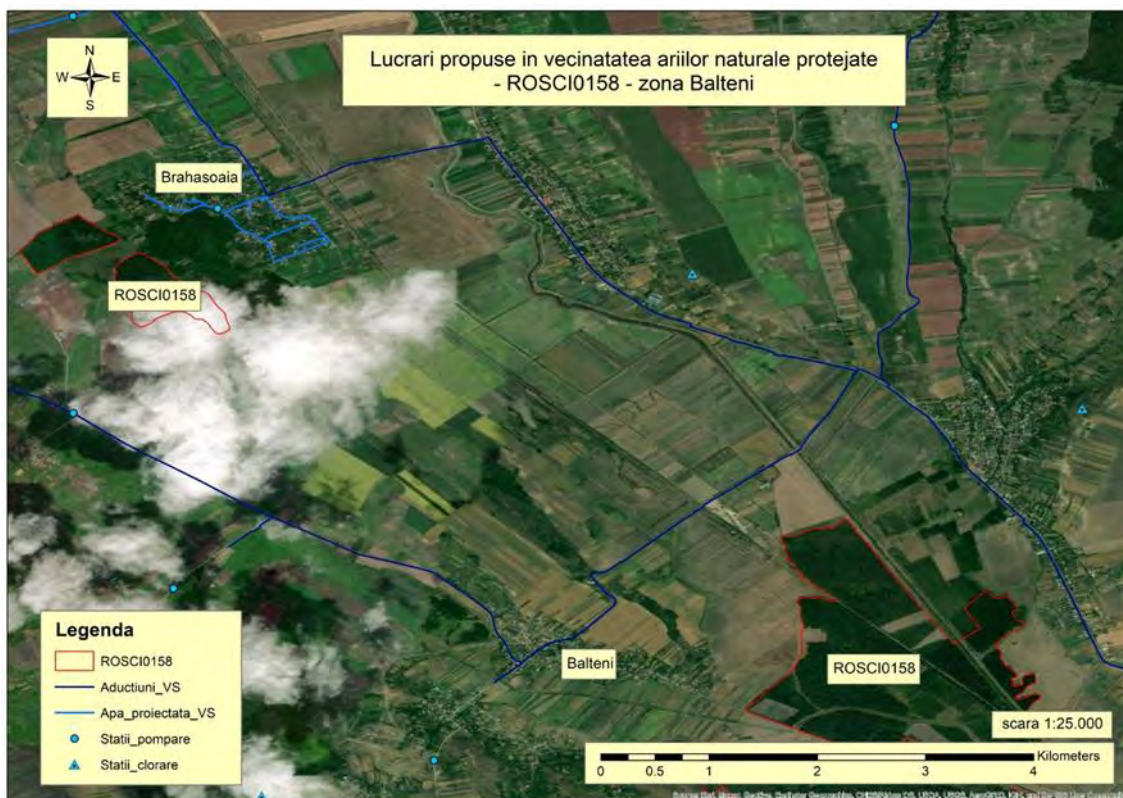 Lucrari propuse in vecinatatea ariilor naturale protejate
- ROSCI0158 - zona Balteni
N
W E
S
Brahasoaia
ROSCI0158
Balteni
ROSCI0158
Legenda
ROSCI0158
Aductiuni_VS
Apa_proiectata_VS
Statii_pompare
Statii_clorare
scara 1:25.000
Kilometers
0 0.5 1 2 3 4